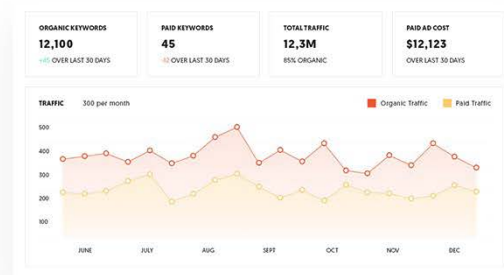 ORGANIC KEYWORDS
12,100
+45 OVER LAST 30 DAYS
PAID KEYWORDS
45
-12 OVER LAST 30 DAYS
TOTAL TRAFFIC
12,3M
85% ORGANIC
PAID AD COST
$12,123
OVER LAST 30 DAYS
TRAFFIC 300 per month
Organic Traffic
Paid Traffic
500
400
300
200
100
JUNE JULY AUG SEPT OCT NOV DEC